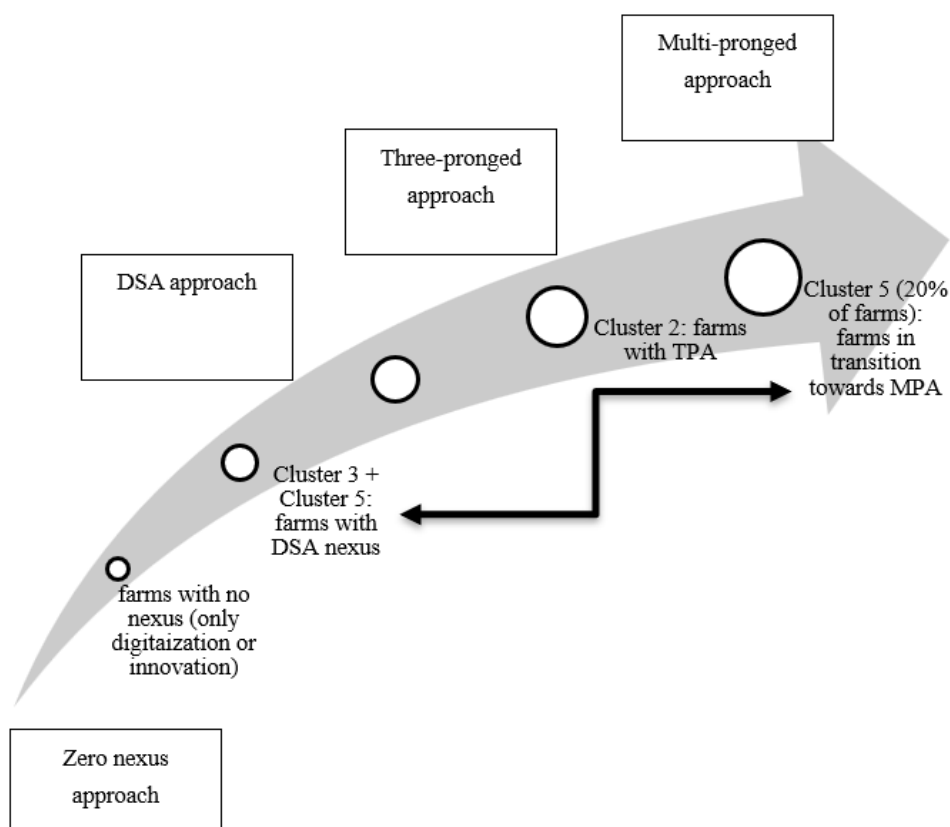 Multi-pronged
approach
Three-pronged
approach
DSA approach
Cluster 5 (20%
of farms):
farms in
transition
towards MPA
Cluster 2: farms
with TPA
Cluster 3 +
Cluster 5:
farms with
DSA nexus
farms with no
nexus (only
digitaization or
innovation)
Zero nexus
approach